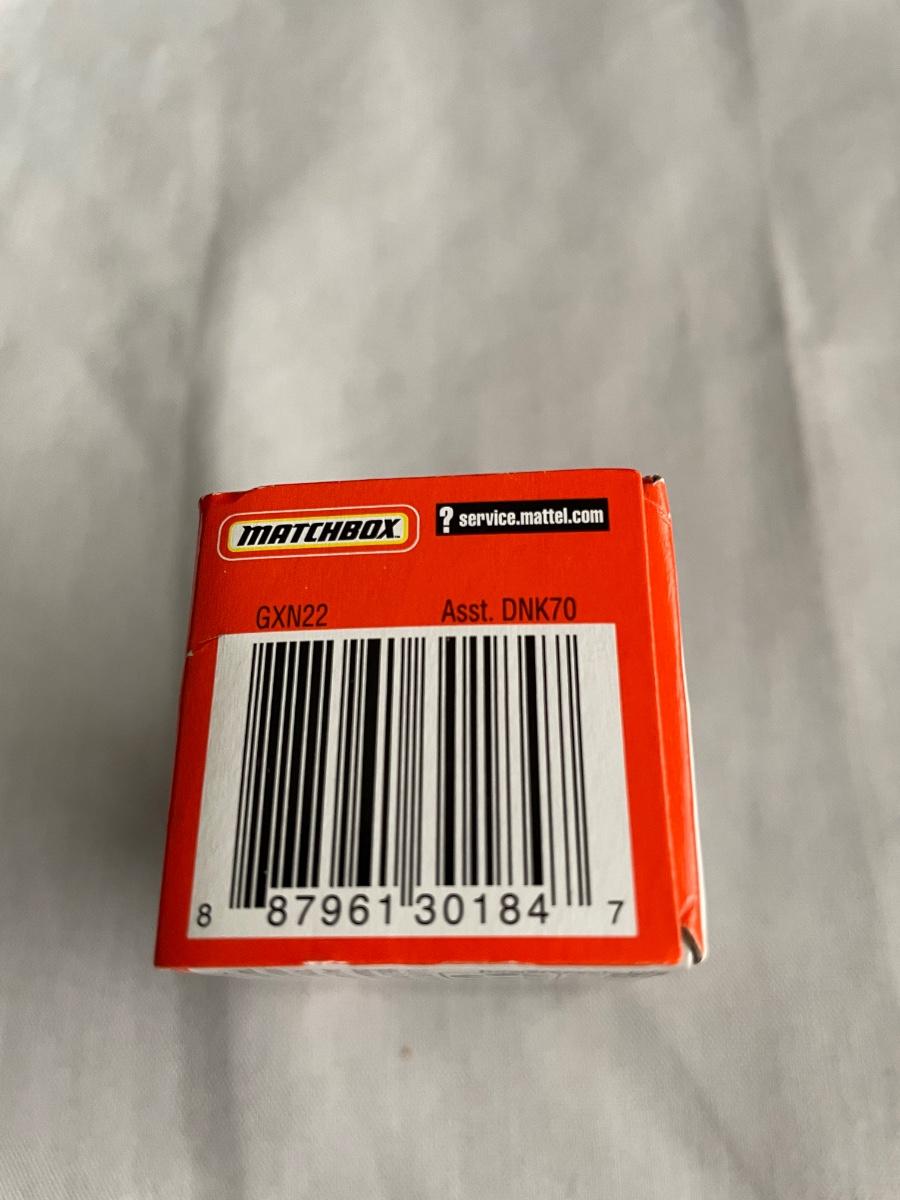 MATCHBOX
? service.mattel.com
GXN22 Asst. DNK70
8 87961 30184 7